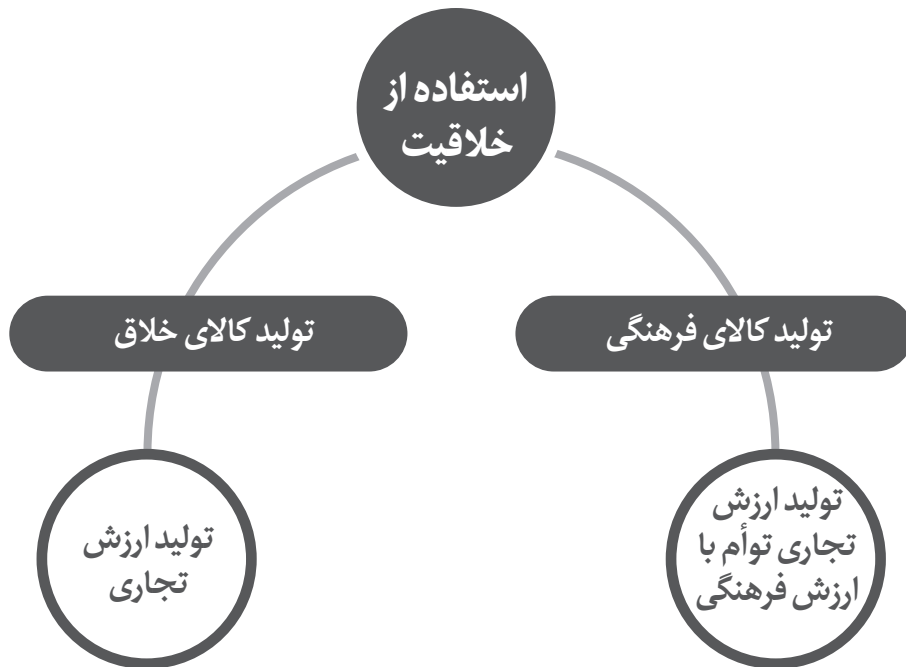 استفاده از
خلاقیت
تولید کالای فرهنگی
تولید کالای خلاق
تولید ارزش
تجاری توأم با
ارزش فرهنگی
تولید ارزش
تجاری